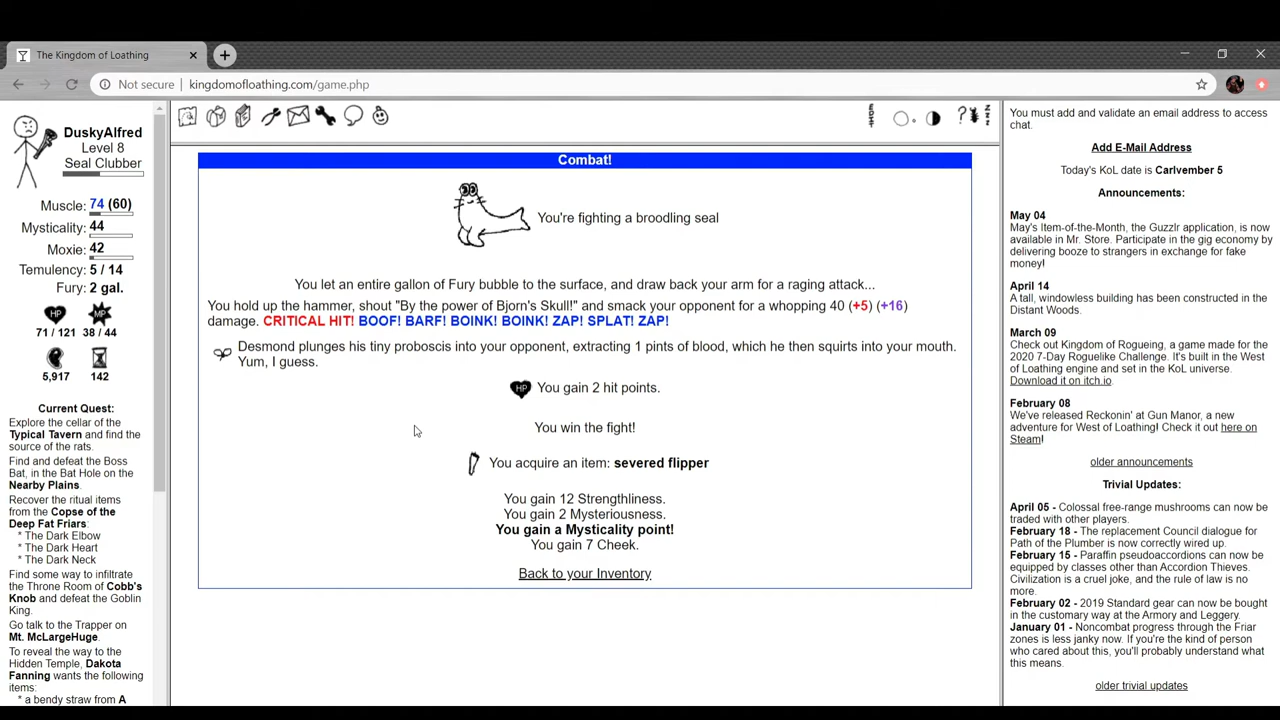 The Kingdom of Loathing
Not secure | kingdomofloathing.com/game.php
DuskyAlfred
Level 8
Seal Clubber
Muscle: 74 (60)
Mysticality: 44
Moxie: 42
Temulency: 5 / 14
Fury: 2 gal.
HP MP
71 / 121 38 / 44
5,917 142
Current Quest:
Explore the cellar of the
Typical Tavern and find the
source of the rats.
Find and defeat the Boss
Bat, in the Bat Hole on the
Nearby Plains.
Recover the ritual items
from the Copse of the
Deep Fat Friars:
* The Dark Elbow
* The Dark Heart
* The Dark Neck
Find some way to infiltrate
the Throne Room of Cobb's
Knob and defeat the Goblin
King.
Go talk to the Trapper on
Mt. McLargeHuge.
To reveal the way to the
Hidden Temple, Dakota
Fanning wants the following
items:
* a bendy straw from A
Combat!
You're fighting a broodling seal
You let an entire gallon of Fury bubble to the surface, and draw back your arm for a raging attack...
You hold up the hammer, shout "By the power of Bjorn's Skull!" and smack your opponent for a whopping 40 (+5) (+16)
damage. CRITICAL HIT! BOOF! BARF! BOINK! BOINK! ZAP! SPLAT! ZAP!
Desmond plunges his tiny proboscis into your opponent, extracting 1 pints of blood, which he then squirts into your mouth.
Yum, I guess.
HP You gain 2 hit points.
You win the fight!
You acquire an item: severed flipper
You gain 12 Strengthliness.
You gain 2 Mysteriousness.
You gain a Mysticality point!
You gain 7 Cheek.
Back to your Inventory
EDIT
ZZZ
You must add and validate an email address to access
chat.
Add E-Mail Address
Today's KoL date is Carlvember 5
Announcements:
May 04
May's Item-of-the-Month, the Guzzlr application, is now
available in Mr. Store. Participate in the gig economy by
delivering booze to strangers in exchange for fake
money!
April 14
A tall, windowless building has been constructed in the
Distant Woods.
March 09
Check out Kingdom of Rogueing, a game made for the
2020 7-Day Roguelike Challenge. It's built in the West
of Loathing engine and set in the KoL universe.
Download it on itch.io.
February 08
We've released Reckonin' at Gun Manor, a new
adventure for West of Loathing! Check it out here on
Steam!
older announcements
Trivial Updates:
April 05 - Colossal free-range mushrooms can now be
traded with other players.
February 18 - The replacement Council dialogue for
Path of the Plumber is now correctly wired up.
February 15 - Paraffin pseudoaccordions can now be
equipped by classes other than Accordion Thieves.
Civilization is a cruel joke, and the rule of law is no
more.
February 02 - 2019 Standard gear can now be bought
in the customary way at the Armory and Leggery.
January 01 - Noncombat progress through the Friar
zones is less janky now. If you're the kind of person
who cared about this, you'll probably understand what
this means.
older trivial updates